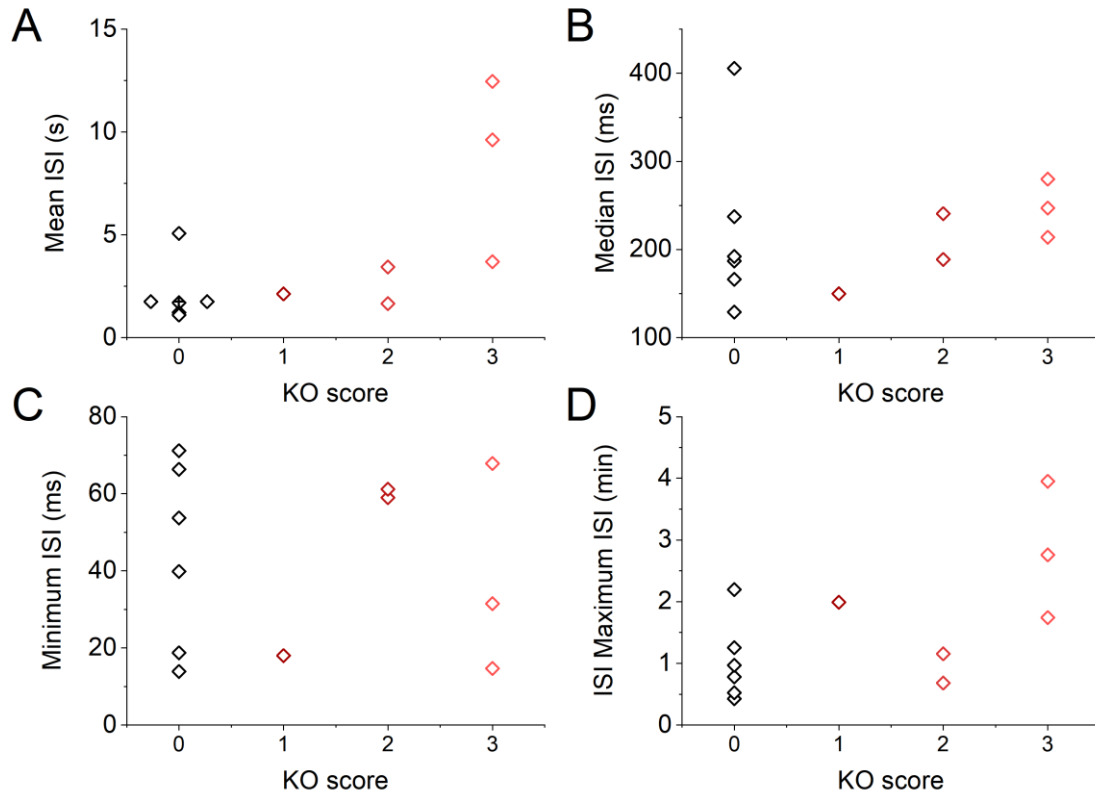 A
Mean ISI (s)
15
10
5
0
0 1 2 3
KO score
B
Median ISI (ms)
400
300
200
100
0 1 2 3
KO score
C
Minimum ISI (ms)
80
60
40
20
0
0 1 2 3
KO score
D
ISI Maximum ISI (min)
5
4
3
2
1
0
0 1 2 3
KO score